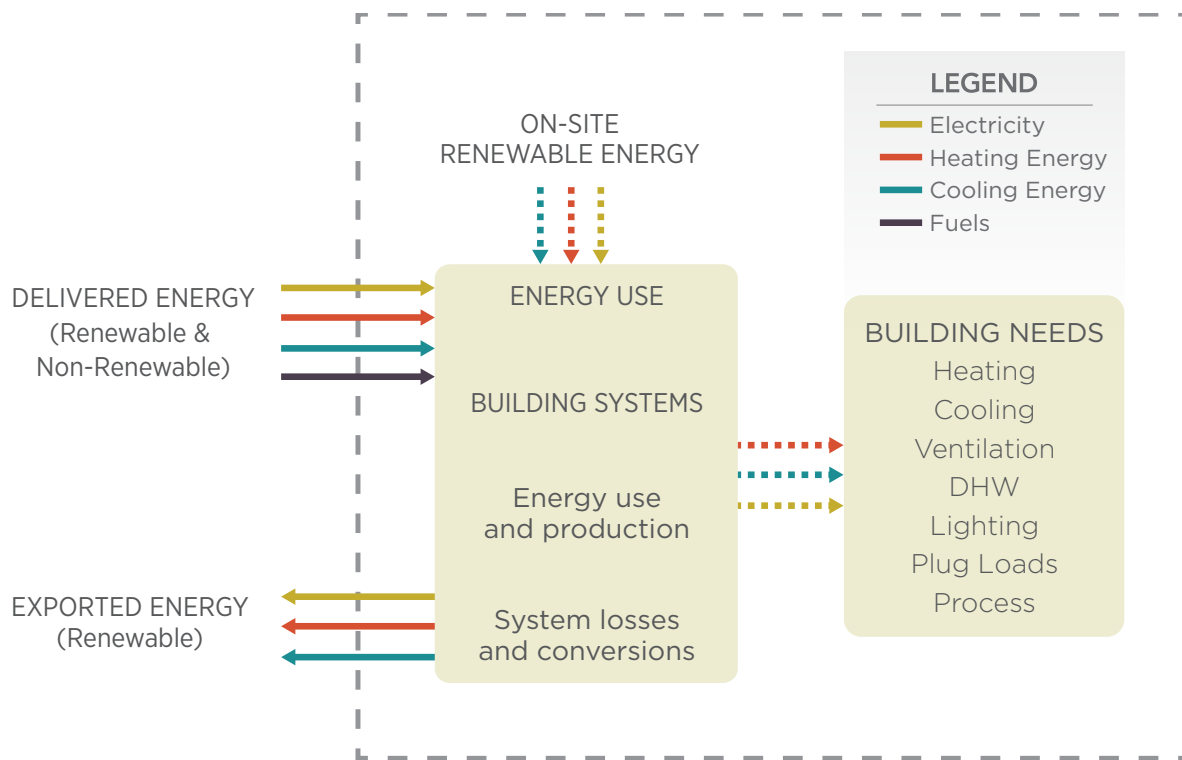 LEGEND
Electricity
Heating Energy
Cooling Energy
Fuels
ON-SITE
RENEWABLE ENERGY
DELIVERED ENERGY
(Renewable &
Non-Renewable)
ENERGY USE
BUILDING SYSTEMS
Energy use
and production
System losses
and conversions
EXPORTED ENERGY
(Renewable)
BUILDING NEEDS
Heating
Cooling
Ventilation
DHW
Lighting
Plug Loads
Process